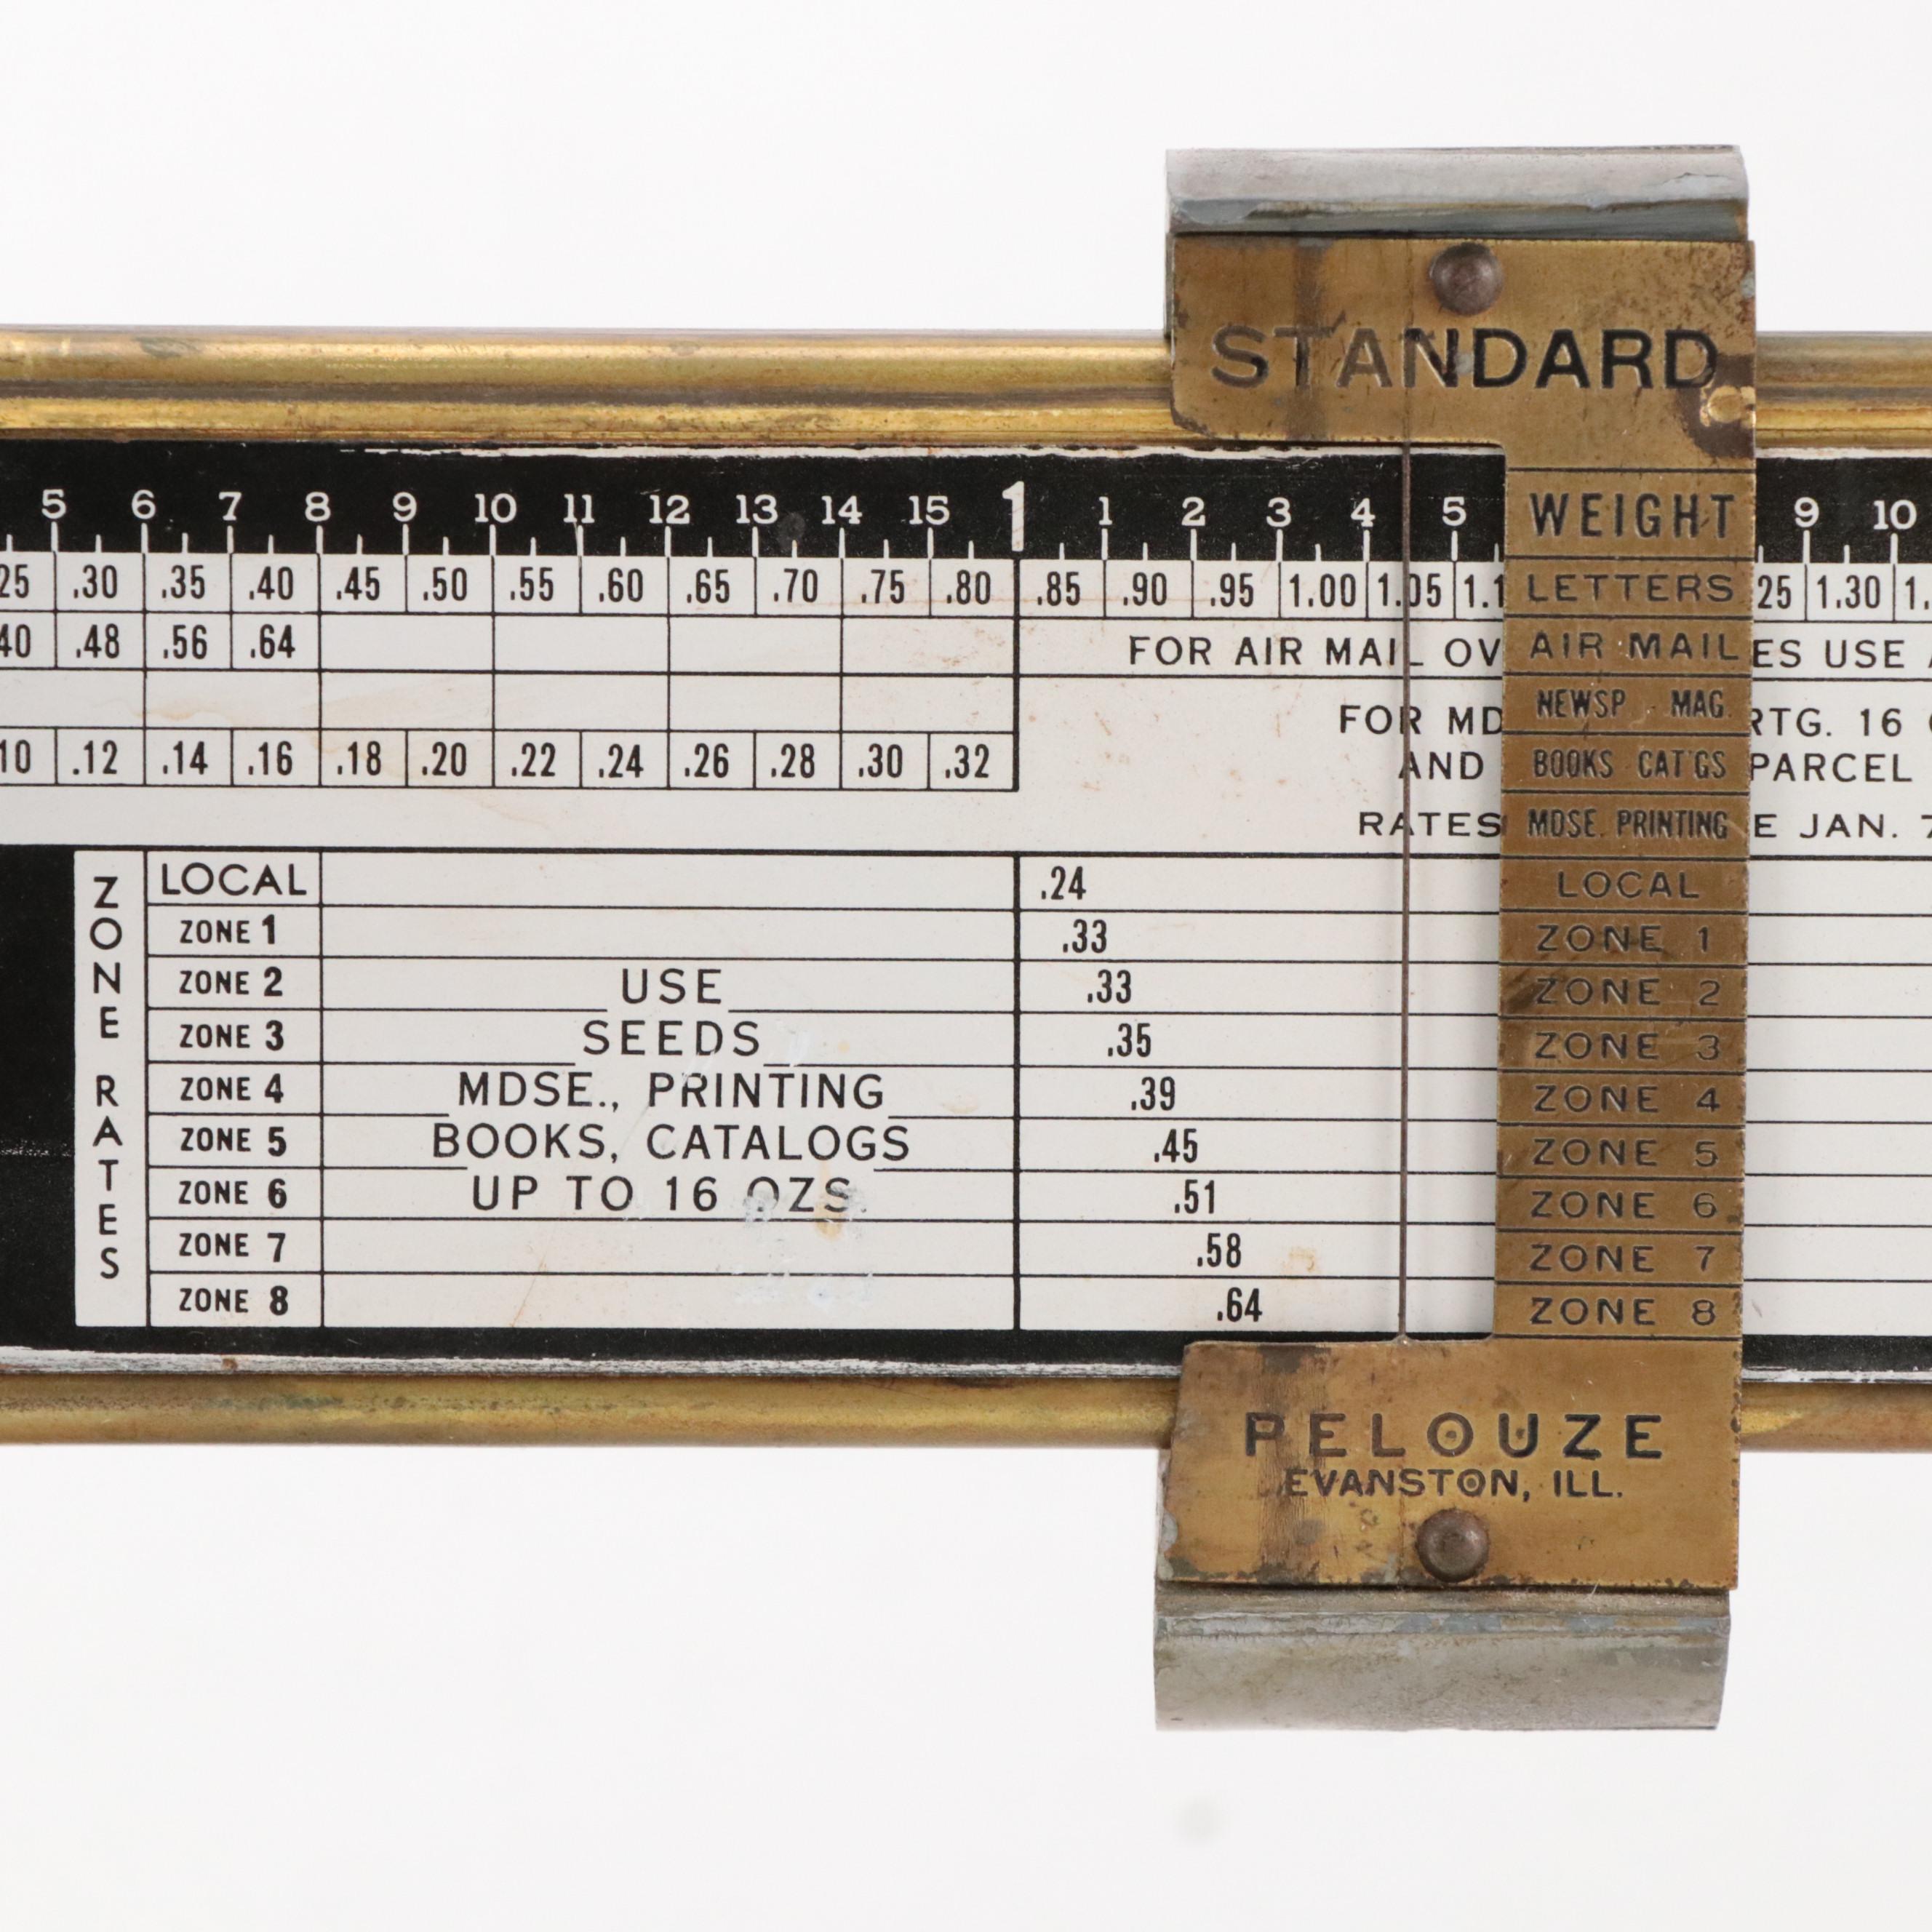 STANDARD
5 6 7 8 9 10 11 12 13 14 15 1 1 2 3 4 5 WEIGHT 9 10
25 .30 .35 .40 .45 .50 .55 .60 .65 .70 .75 .80 .85 .90 .95 1.00 1.05 1.1 LETTERS 25 1.30 1.
40 .48 .56 .64 FOR AIR MAIL OV AIR MAIL ES USE
NEWSP MAG.
FOR MD RTG. 16
10 .12 .14 .16 .18 .20 .22 .24 .26 .28 .30 .32 AND BOOKS CAT'GS PARCEL
RATES MDSE. PRINTING E JAN. 7
ZONE RATES
LOCAL .24 LOCAL
ZONE 1 .33 ZONE 1
ZONE 2 USE .33 ZONE 2
ZONE 3 SEEDS .35 ZONE 3
ZONE 4 MDSE., PRINTING .39 ZONE 4
ZONE 5 BOOKS, CATALOGS .45 ZONE 5
ZONE 6 UP TO 16 OZS. .51 ZONE 6
ZONE 7 .58 ZONE 7
ZONE 8 .64 ZONE 8
PELOUZE
EVANSTON, ILL.